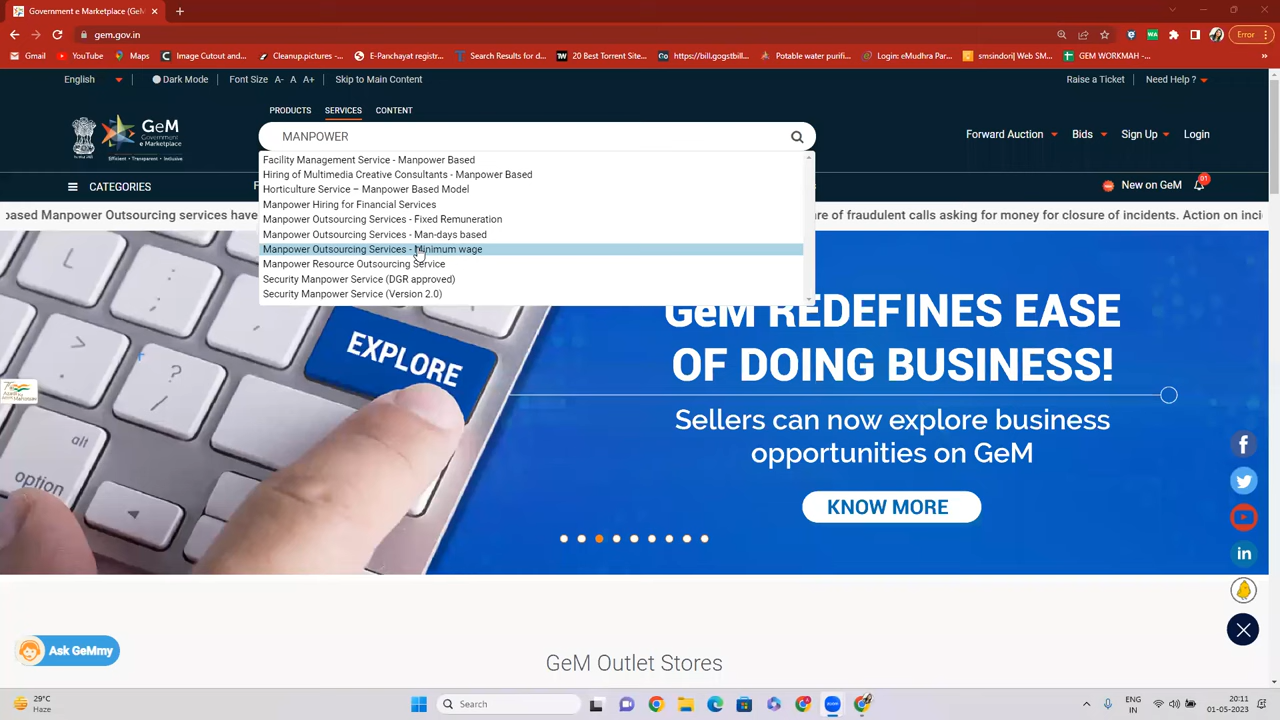 Government e Marketplace (GeM)
gem.gov.in
Error
Gmail
YouTube
Maps
Image Cutout and...
Cleanup.pictures -...
E-Panchayat registr...
Search Results for d...
20 Best Torrent Site...
https://bill.gogstbill...
Potable water purifi...
Login: eMudhra Par...
smsindori| Web SM...
GEM WORKMAH -...
»
English
Dark Mode
Font Size A- A A+
Skip to Main Content
Raise a Ticket
Need Help ?
PRODUCTS SERVICES CONTENT
GeM
Government
e Marketplace
Efficient • Transparent • Inclusive
MANPOWER
Forward Auction
Bids
Sign Up
Login
Facility Management Service - Manpower Based
Hiring of Multimedia Creative Consultants - Manpower Based
Horticulture Service – Manpower Based Model
Manpower Hiring for Financial Services
Manpower Outsourcing Services - Fixed Remuneration
Manpower Outsourcing Services - Man-days based
Manpower Outsourcing Services - Minimum wage
Manpower Resource Outsourcing Service
Security Manpower Service (DGR approved)
Security Manpower Service (Version 2.0)
CATEGORIES
New on GeM
01
based Manpower Outsourcing services have
re of fraudulent calls asking for money for closure of incidents. Action on inci
GeM REDEFINES EASE
OF DOING BUSINESS!
Sellers can now explore business
opportunities on GeM
KNOW MORE
EXPLORE
alt
option
Ask GeMmy
GeM Outlet Stores
29°C
Haze
Search
ENG
IN
20:11
01-05-2023